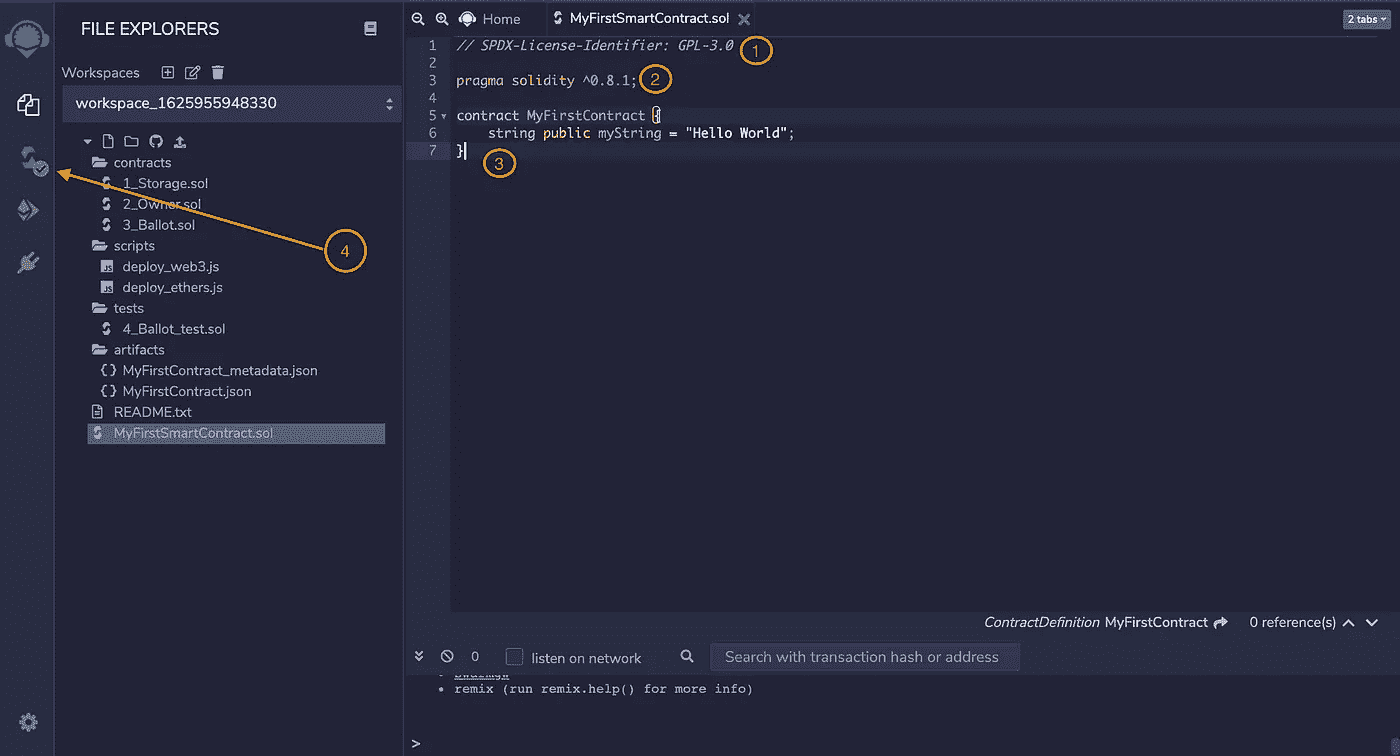 FILE EXPLORERS
Workspaces
workspace_1625955948330
contracts
1_Storage.sol
2_Owner.sol
3_Ballot.sol
scripts
JS deploy_web3.js
JS deploy_ethers.js
tests
4_Ballot_test.sol
artifacts
{} MyFirstContract_metadata.json
{} MyFirstContract.json
README.txt
MyFirstSmartContract.sol
4
Home
MyFirstSmartContract.sol
2 tabs
1 // SPDX-License-Identifier: GPL-3.0 1
2
3 pragma solidity ^0.8.1; 2
4
5 contract MyFirstContract {
6 string public myString = "Hello World";
7 } 3
ContractDefinition MyFirstContract 0 reference(s)
0 listen on network Search with transaction hash or address
• remix (run remix.help() for more info)
>